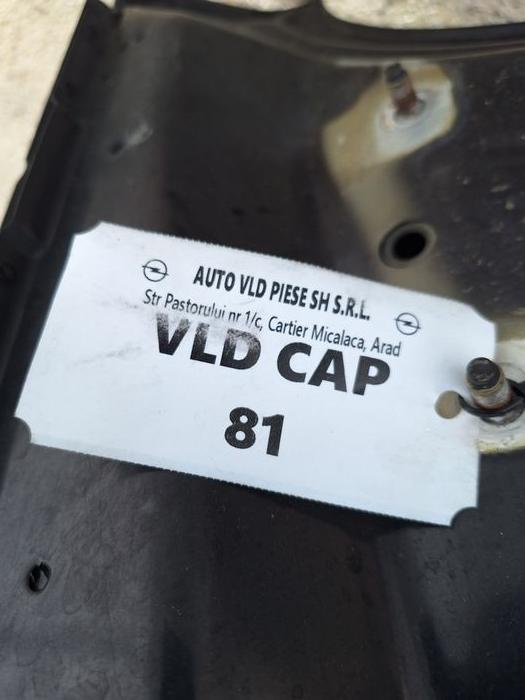 AUTO VLD PIESE SH S.R.L.
Str Pastorului nr 1/c, Cartier Micalaca, Arad
VLD CAP
81